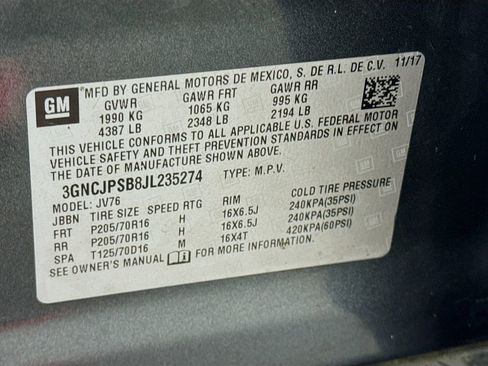 GM
MFD BY GENERAL MOTORS DE MEXICO, S. DE R.L. DE C.V. 11/17
GVWR GAWR FRT GAWR RR
1990 KG 1065 KG 995 KG
4387 LB 2348 LB 2194 LB
THIS VEHICLE CONFORMS TO ALL APPLICABLE U.S. FEDERAL MOTOR
VEHICLE SAFETY AND THEFT PREVENTION STANDARDS IN EFFECT ON
THE DATE OF MANUFACTURE SHOWN ABOVE.
3GNCJPSB8JL235274 TYPE: M.P.V.
MODEL: JV76
JBBN TIRE SIZE SPEED RTG RIM COLD TIRE PRESSURE
FRT P205/70R16 H 16X6.5J 240KPA(35PSI)
RR P205/70R16 H 16X6.5J 240KPA(35PSI)
SPA T125/70D16 M 16X4T 420KPA(60PSI)
SEE OWNER'S MANUAL FOR MORE INFORMATION.